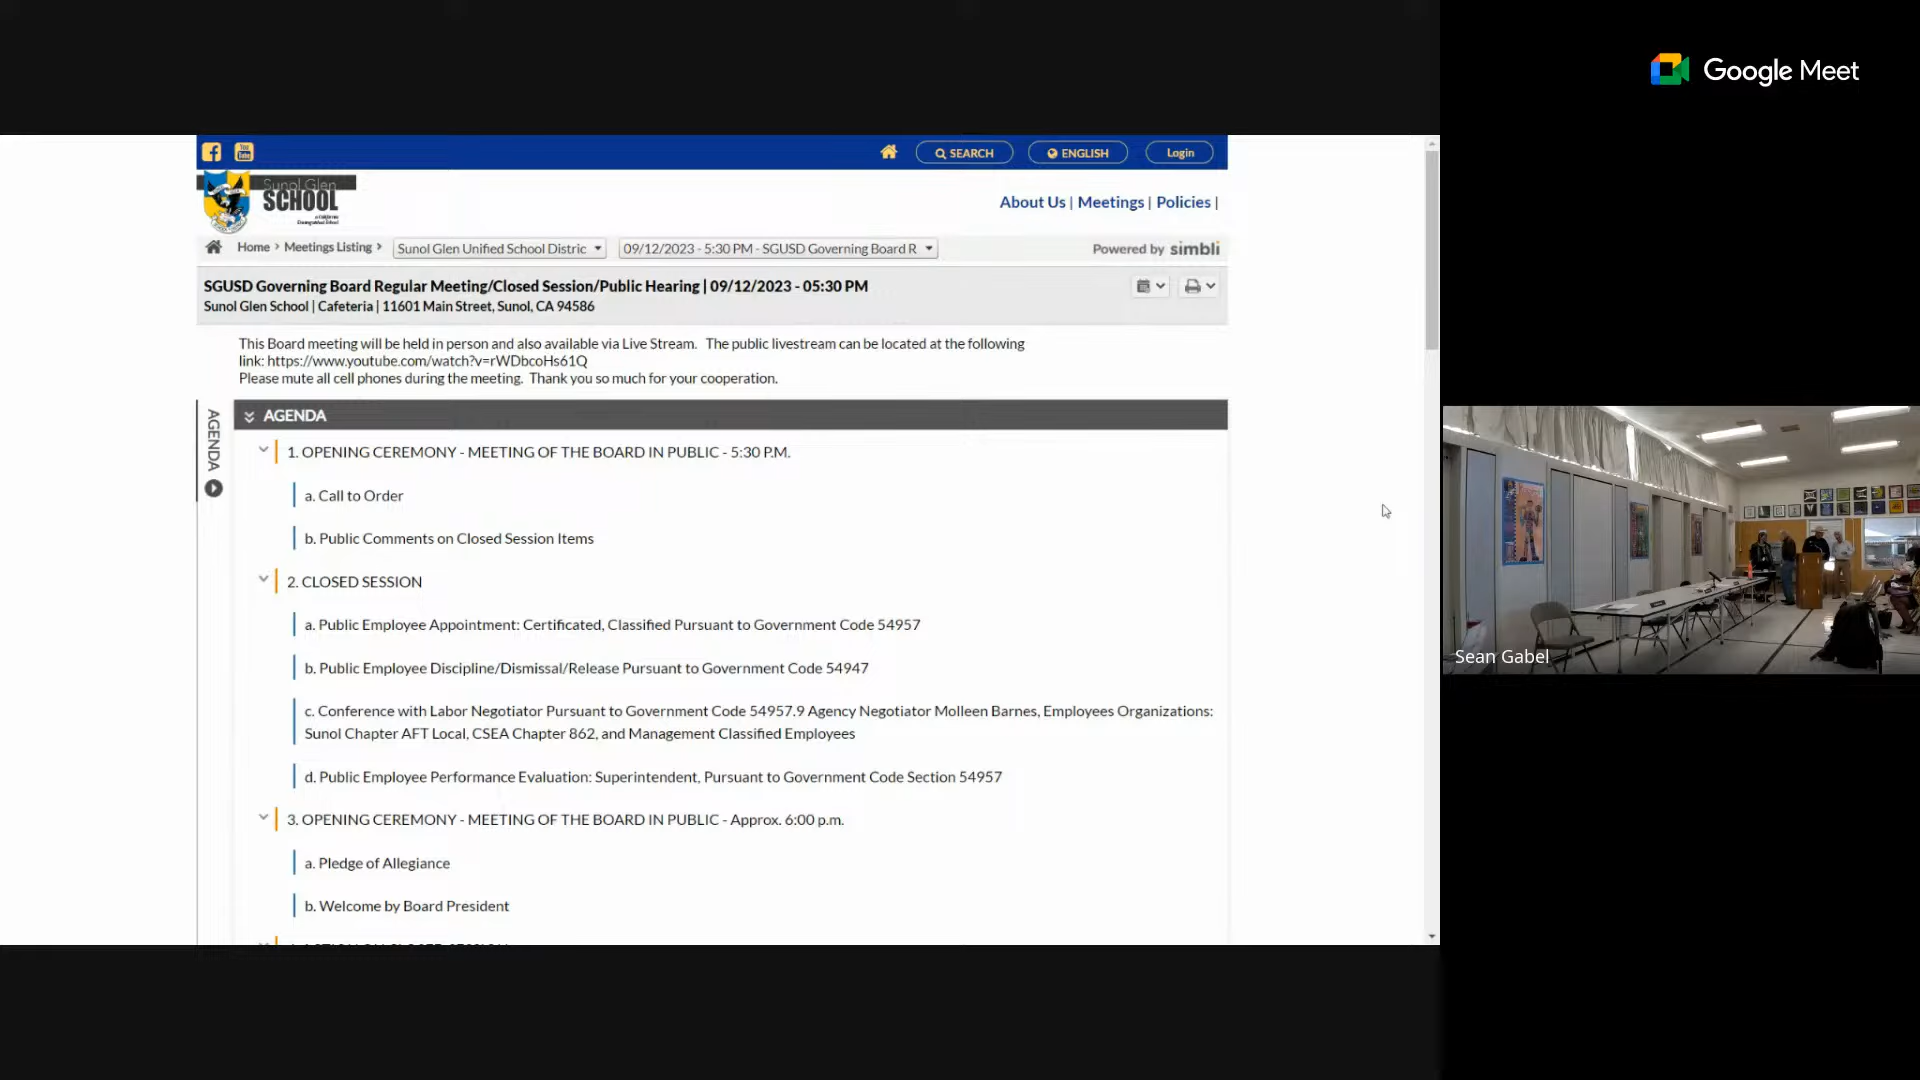 Google Meet
You Tube
SEARCH
ENGLISH
Login
Sunol Glen
SCHOOL
About Us | Meetings | Policies |
Home > Meetings Listing >
Sunol Glen Unified School Distric
09/12/2023 - 5:30 PM - SGUSD Governing Board R
Powered by simbli
SGUSD Governing Board Regular Meeting/Closed Session/Public Hearing | 09/12/2023 - 05:30 PM
Sunol Glen School | Cafeteria | 11601 Main Street, Sunol, CA 94586
This Board meeting will be held in person and also available via Live Stream. The public livestream can be located at the following
link: https://www.youtube.com/watch?v=rWDbcoHs61Q
Please mute all cell phones during the meeting. Thank you so much for your cooperation.
AGENDA
AGENDA
1. OPENING CEREMONY - MEETING OF THE BOARD IN PUBLIC - 5:30 P.M.
a. Call to Order
b. Public Comments on Closed Session Items
2. CLOSED SESSION
a. Public Employee Appointment: Certificated, Classified Pursuant to Government Code 54957
b. Public Employee Discipline/Dismissal/Release Pursuant to Government Code 54947
c. Conference with Labor Negotiator Pursuant to Government Code 54957.9 Agency Negotiator Molleen Barnes, Employees Organizations:
Sunol Chapter AFT Local, CSEA Chapter 862, and Management Classified Employees
d. Public Employee Performance Evaluation: Superintendent, Pursuant to Government Code Section 54957
3. OPENING CEREMONY - MEETING OF THE BOARD IN PUBLIC - Approx. 6:00 p.m.
a. Pledge of Allegiance
b. Welcome by Board President
Sean Gabel